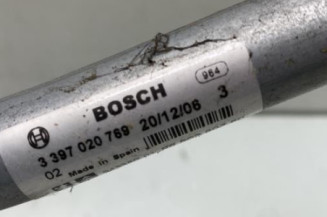 964
BOSCH
3 397 020 769 20/12/06 3
02 Made in Spain